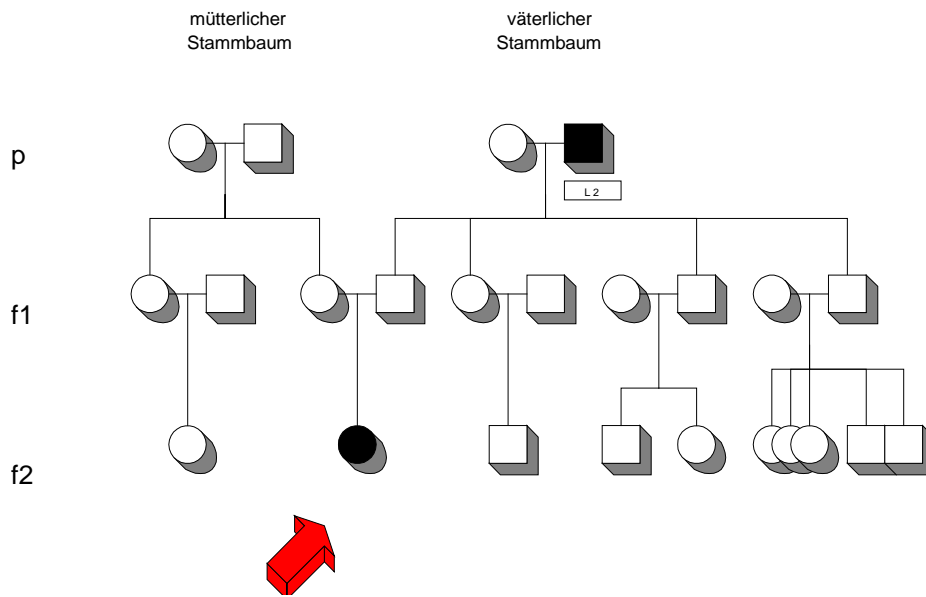 mütterlicher
Stammbaum
väterlicher
Stammbaum
p
L 2
f1
f2